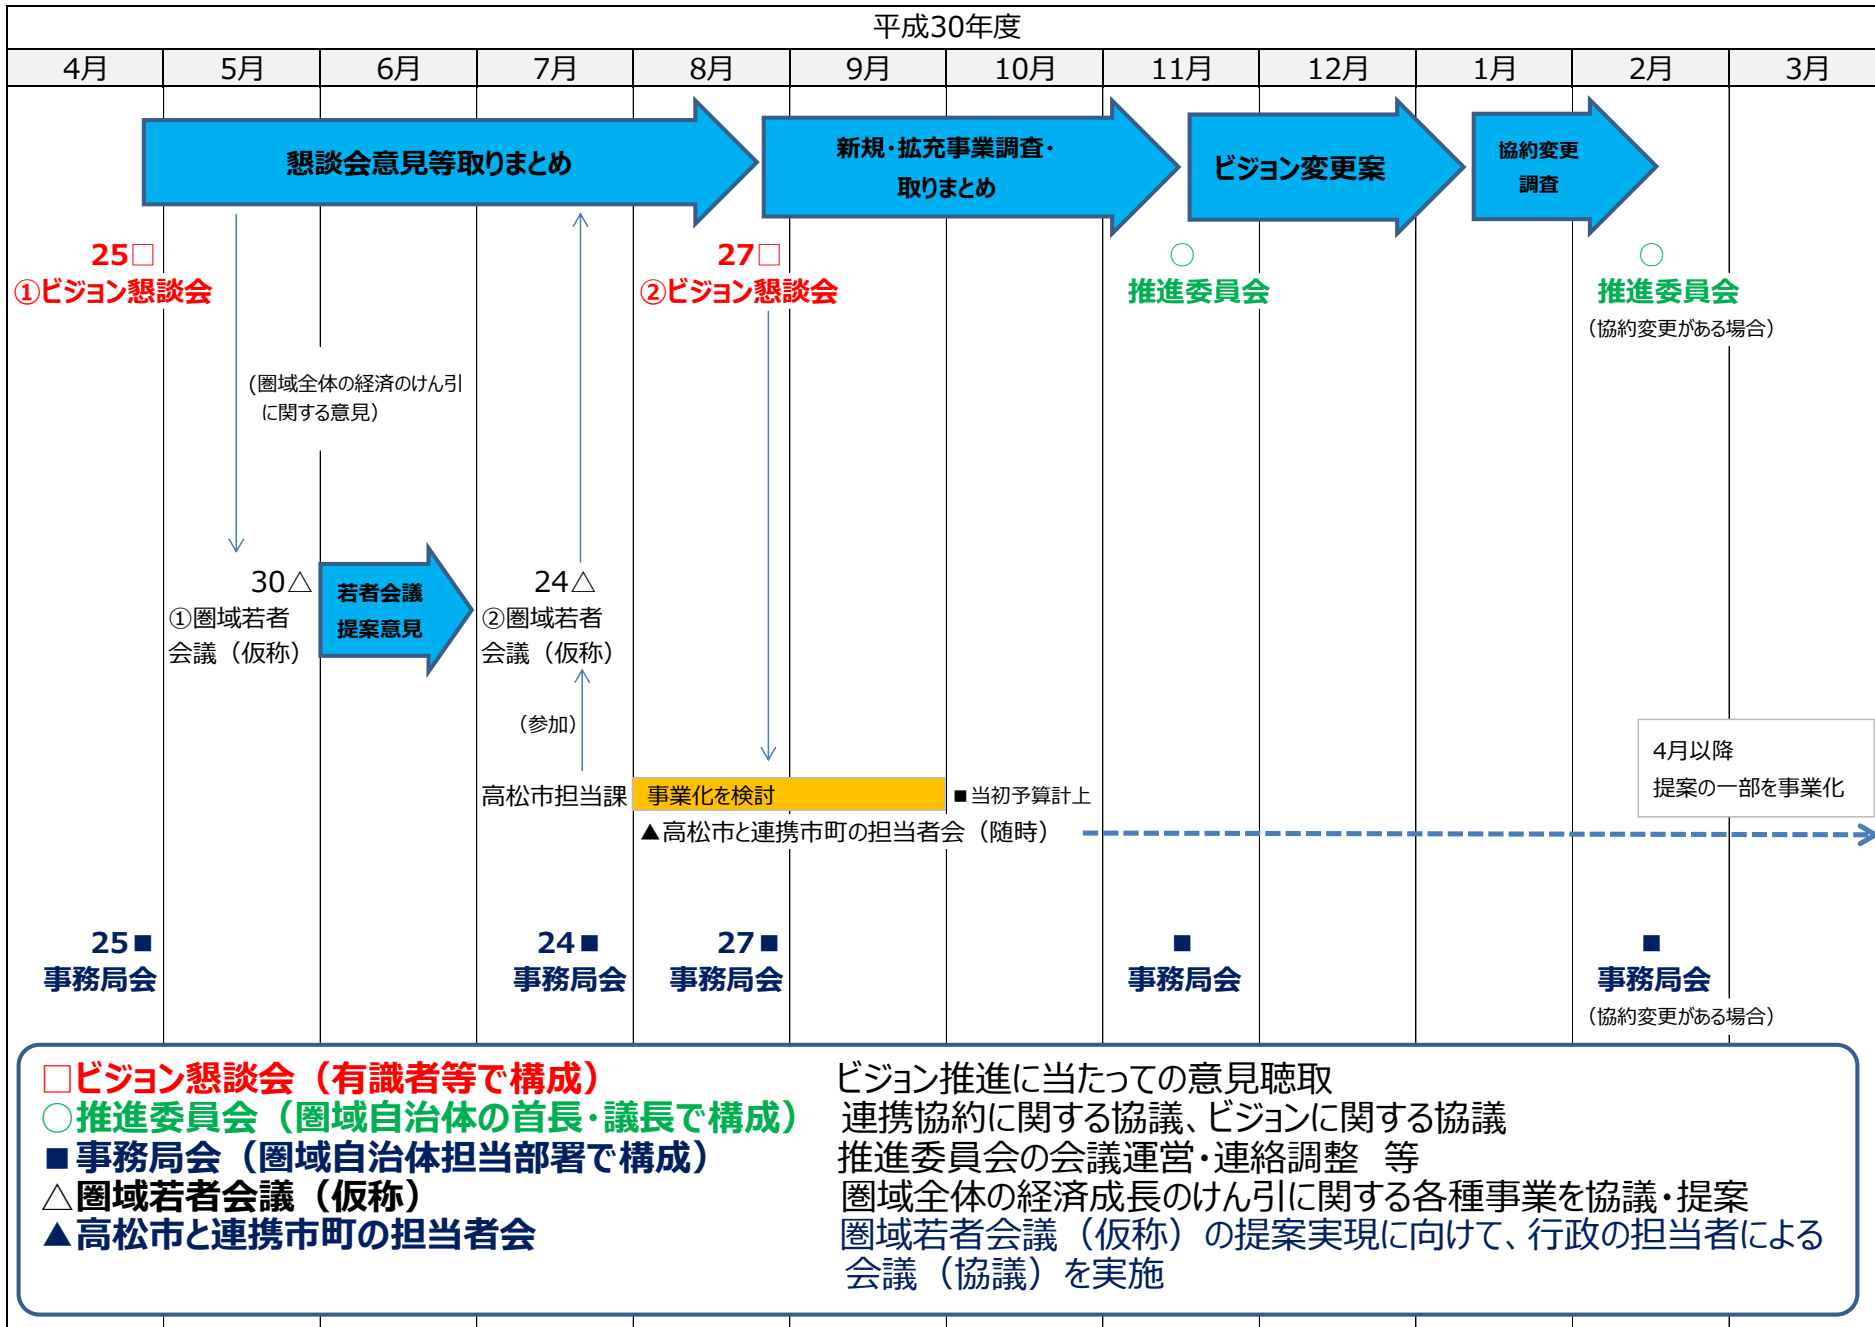 平成30年度
4月 5月 6月 7月 8月 9月 10月 11月 12月 1月 2月 3月
懇談会意見等取りまとめ
新規・拡充事業調査・
取りまとめ
ビジョン変更案
協約変更
調査
25□
①ビジョン懇談会
27□
②ビジョン懇談会
○
推進委員会
○
推進委員会
（協約変更がある場合）
(圏域全体の経済のけん引
に関する意見）
30△
①圏域若者
会議（仮称）
若者会議
提案意見
24△
②圏域若者
会議（仮称）
（参加）
高松市担当課
事業化を検討
■当初予算計上
▲高松市と連携市町の担当者会（随時）
4月以降
提案の一部を事業化
25■
事務局会
24■
事務局会
27■
事務局会
■
事務局会
■
事務局会
（協約変更がある場合）
□ビジョン懇談会（有識者等で構成） ビジョン推進に当たっての意見聴取
○推進委員会（圏域自治体の首長・議長で構成） 連携協約に関する協議、ビジョンに関する協議
■事務局会（圏域自治体担当部署で構成） 推進委員会の会議運営・連絡調整 等
△圏域若者会議（仮称） 圏域全体の経済成長のけん引に関する各種事業を協議・提案
▲高松市と連携市町の担当者会 圏域若者会議（仮称）の提案実現に向けて、行政の担当者による
会議（協議）を実施